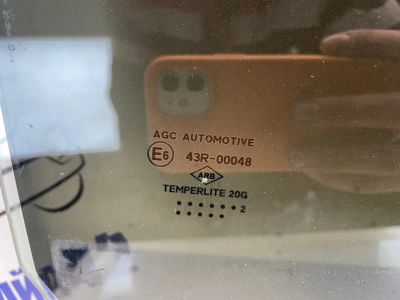 AGC AUTOMOTIVE
E6 43R-00048
ARB
TEMPERLITE 20G
2